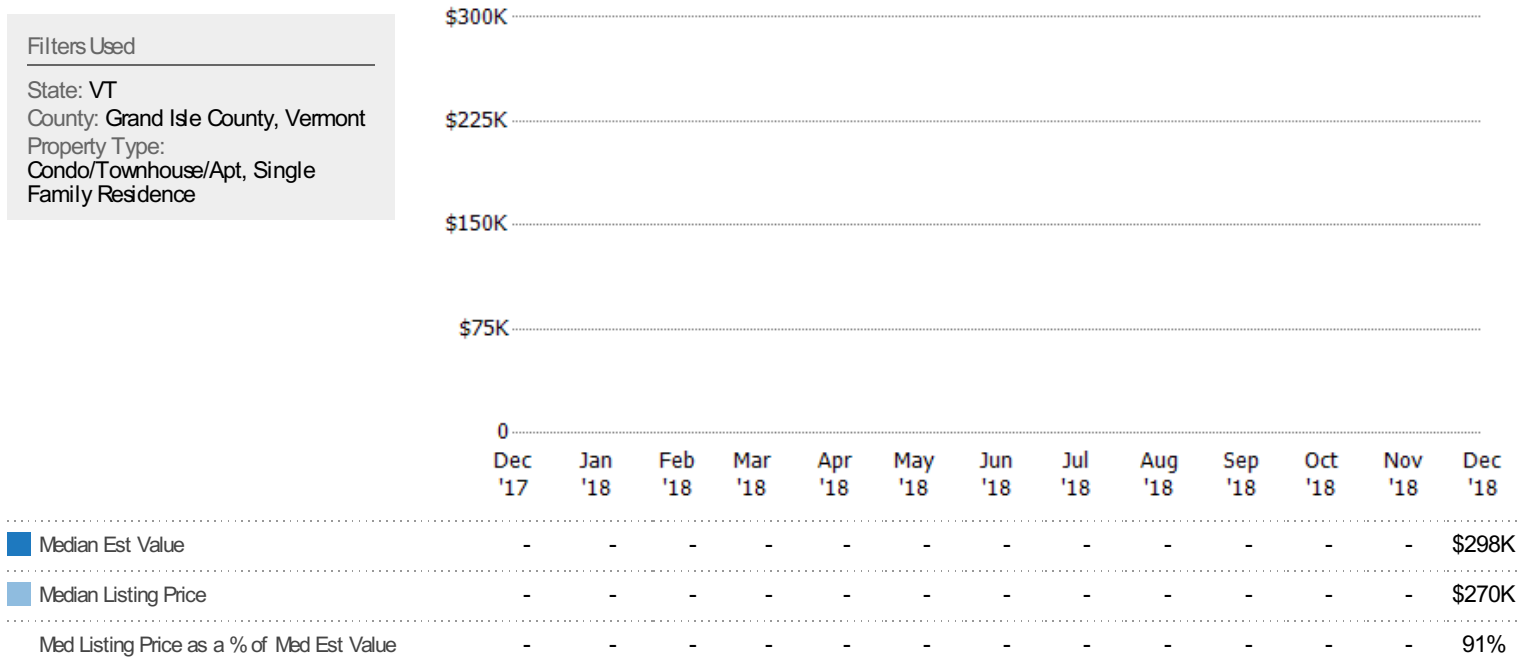 Filters Used
State: VT
County: Grand Isle County, Vermont
Property Type:
Condo/Townhouse/Apt, Single
Family Residence
$300K
$225K
$150K
$75K
0
Dec Jan Feb Mar Apr May Jun Jul Aug Sep Oct Nov Dec
'17 '18 '18 '18 '18 '18 '18 '18 '18 '18 '18 '18 '18
Median Est Value - - - - - - - - - - - - $298K
Median Listing Price - - - - - - - - - - - - $270K
Med Listing Price as a % of Med Est Value - - - - - - - - - - - - 91%